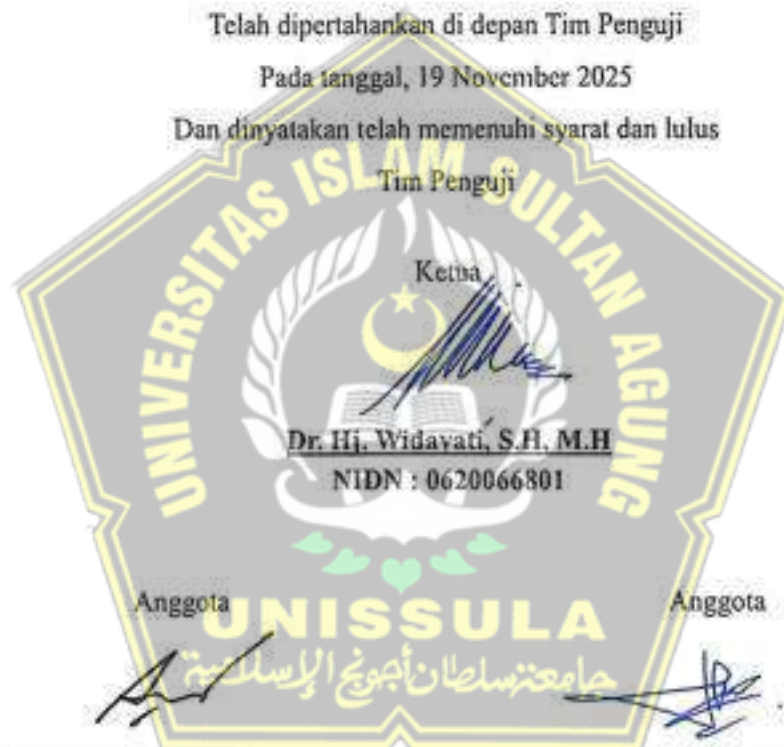 Telah dipertahankan di depan Tim Penguji
Pada tanggal, 19 November 2025
Dan dinyatakan telah memenuhi syarat dan lulus
Tim Penguji
UNIVERSITAS ISLAM SULTAN AGUNG
Ketua
Dr. Hj. Widayati, S.H, M.H
NIDN : 0620066801
Anggota Anggota
UNISSULA
جامعة سلطان أجونج الإسلامية